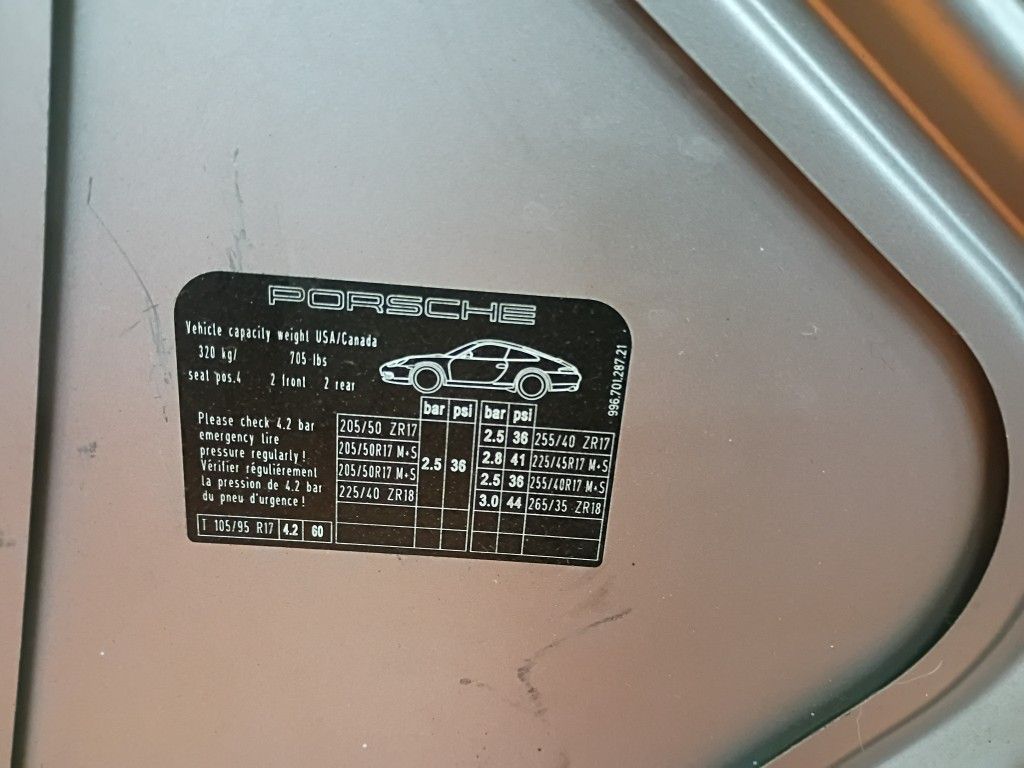 PORSCHE
Vehicle capacity weight USA/Canada
320 kg/ 705 lbs
seat pos.4 2 front 2 rear
996.701.287.21
Please check 4.2 bar
emergency tire
pressure regularly!
Vérifier réguliérement
la pression de 4.2 bar
du pneu d'urgence!
T 105/95 R17 4.2 60
bar psi bar psi
205/50 ZR17 2.5 36 255/40 ZR17
205/50R17 M+S 2.8 41 225/45R17 M+S
2.5 36
205/50R17 M+S 2.5 36 255/40R17 M+S
225/40 ZR18 3.0 44 265/35 ZR18